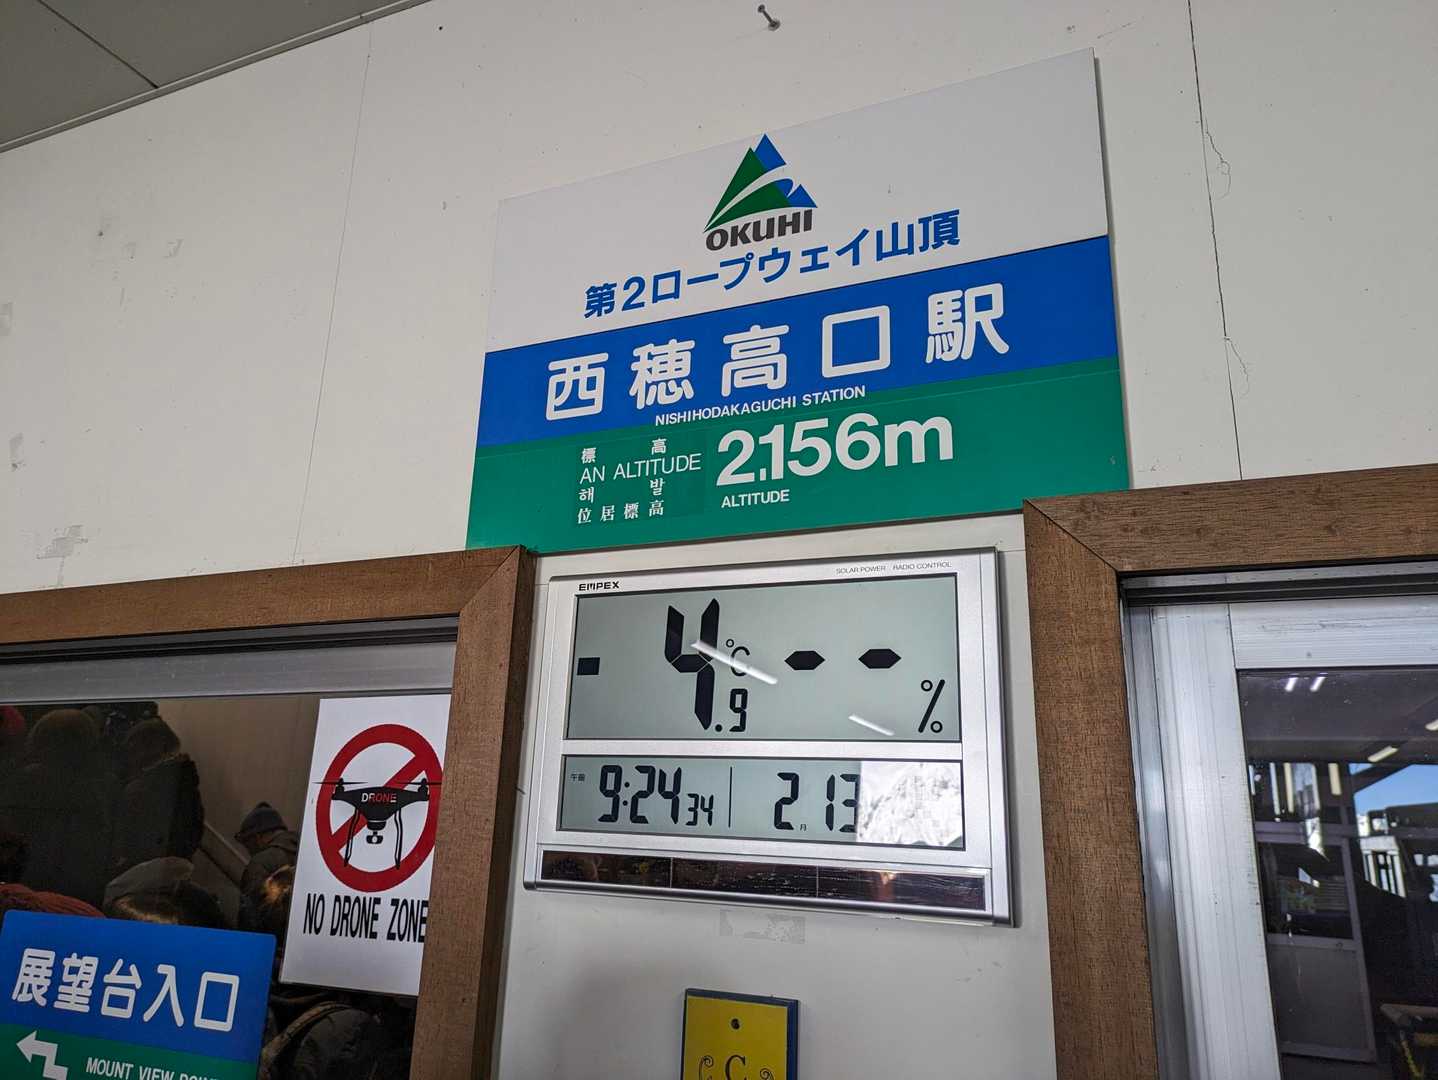 OKUHI
第2ロープウェイ山頂
西穂高口駅
NISHIHODAKAGUCHI STATION
標高
AN ALTITUDE
해발
位居標高
2,156m
ALTITUDE
EMPEX
SOLAR POWER RADIO CONTROL
-4.9℃ -- %
午前 9:24 34 2月 13
DRONE
NO DRONE ZONE
展望台入口
MOUNT VIEW
C